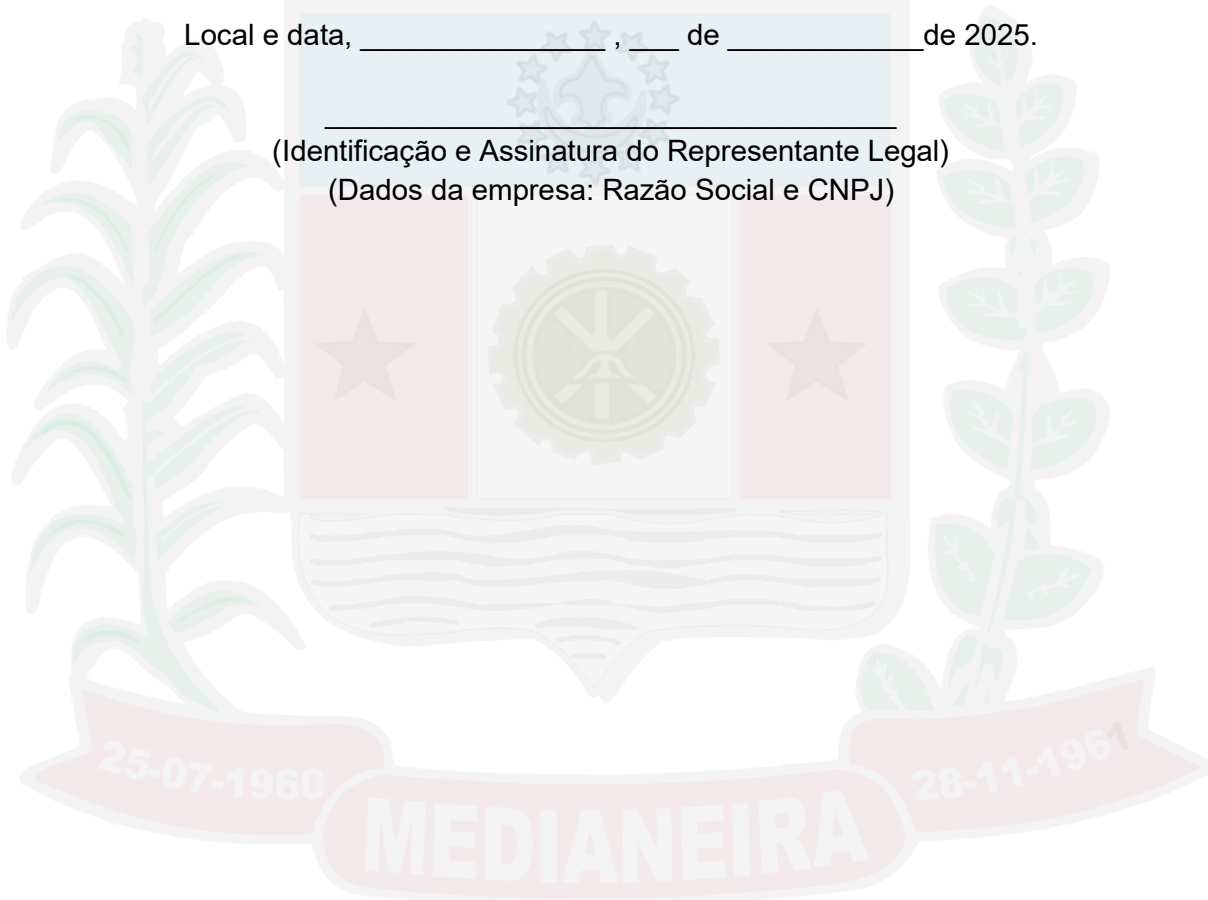 Local e data, _______________ , ___ de ____________de 2025.
___________________________________
(Identificação e Assinatura do Representante Legal)
(Dados da empresa: Razão Social e CNPJ)
25-07-1960
28-11-1961
MEDIANEIRA